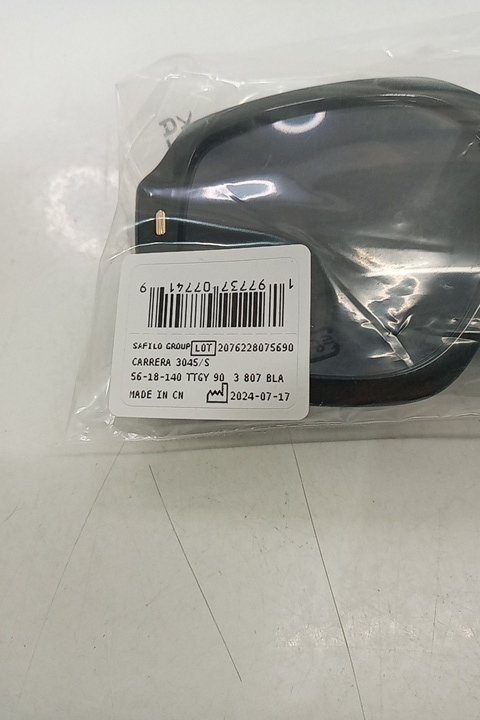 1 97737 07741 9
SAFILO GROUP LOT 2076228075690
CARRERA 3045/S
56-18-140 TTGY 90 3 807 BLA
MADE IN CN 2024-07-17